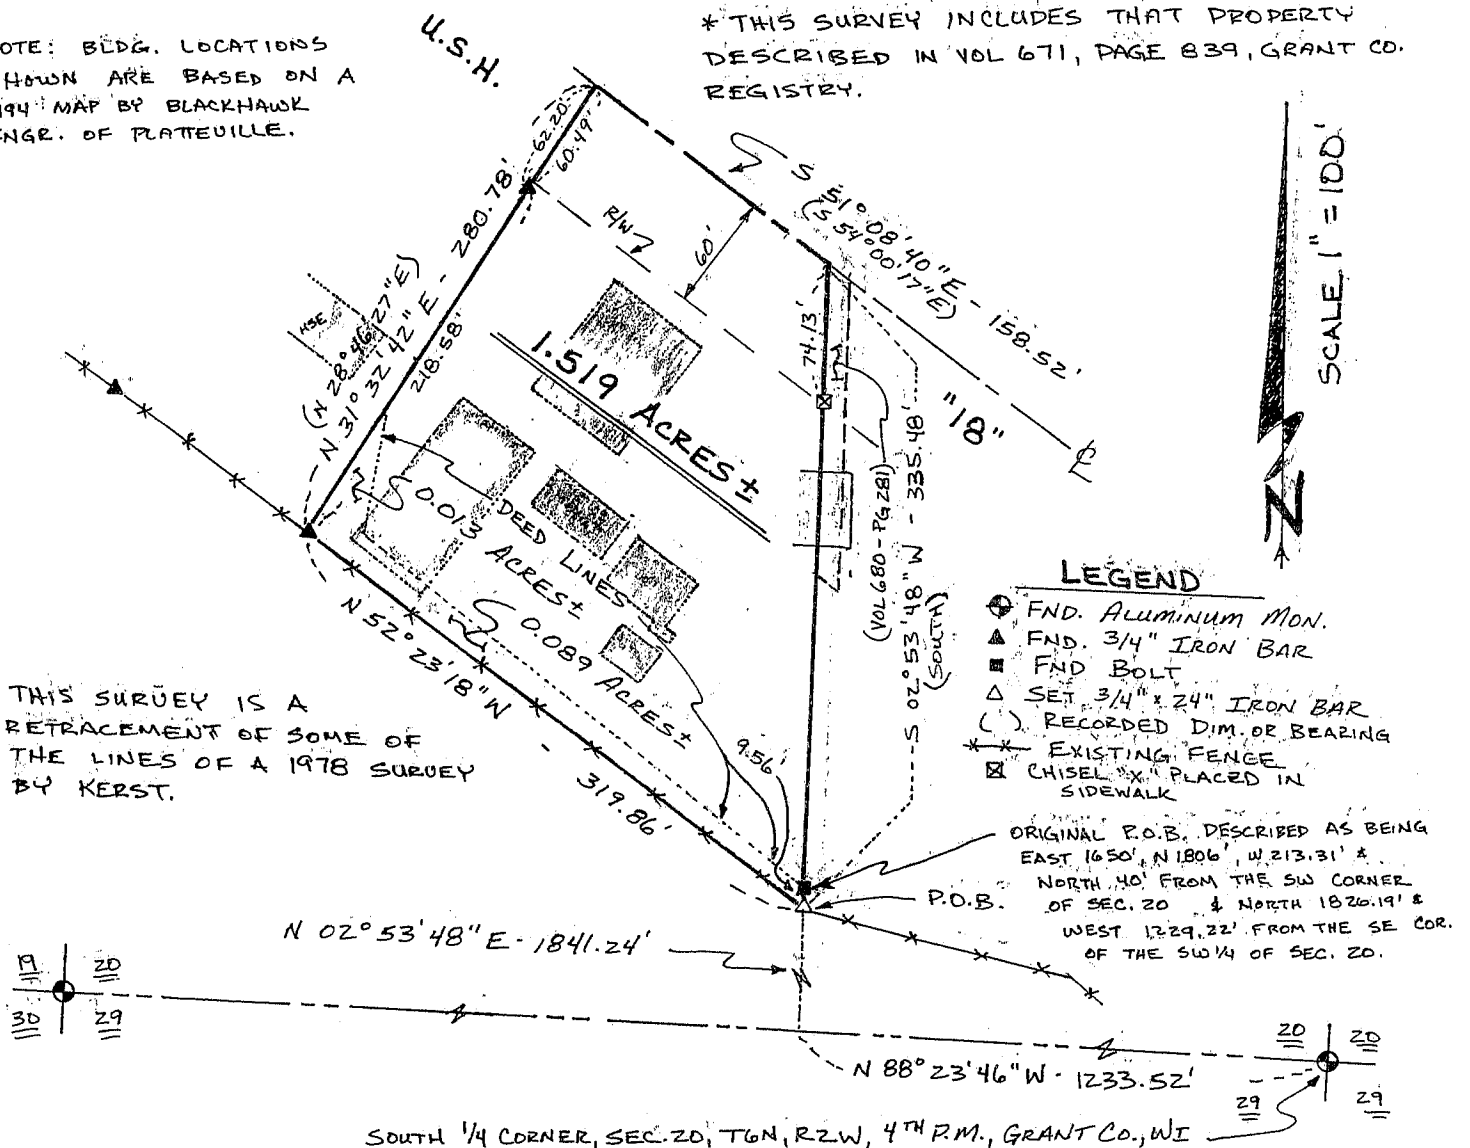 OTE: BLDG. LOCATIONS
HOWN ARE BASED ON A
94 MAP BY BLACKHAWK
ENGR. OF PLATTEVILLE.
U.S.H.
* THIS SURVEY INCLUDES THAT PROPERTY
DESCRIBED IN VOL 671, PAGE 839, GRANT CO.
REGISTRY.
62.20'
60.49'
S 51° 08' 40" E - 158.52'
(S 54° 00' 17" E)
SCALE 1" = 100'
R/W
60'
(N 28° 46' 27" E)
N 31° 32' 42" E - 280.78'
218.58'
HSE
74.13'
1.519 ACRES ±
"18"
(VOL 680 - PG 281)
S 02° 53' 48" W - 335.48'
(SOUTH)
N
0.013
ACRES ±
DEED LINES
0.089 ACRES ±
N 52° 23' 18" W - 319.86'
9.56'
LEGEND
FND. ALUMINUM MON.
FND. 3/4" IRON BAR
FND BOLT
SET 3/4" x 24" IRON BAR
( ) RECORDED DIM. OR BEARING
EXISTING FENCE
CHISEL "X" PLACED IN
SIDEWALK
THIS SURVEY IS A
RETRACEMENT OF SOME OF
THE LINES OF A 1978 SURVEY
BY KERST.
ORIGINAL P.O.B. DESCRIBED AS BEING
EAST 1650', N 1806', W 213.31' &
NORTH 40' FROM THE SW CORNER
OF SEC. 20 & NORTH 1826.19' &
WEST 1229.22' FROM THE SE COR.
OF THE SW 1/4 OF SEC. 20.
P.O.B.
N 02° 53' 48" E - 1841.24'
19 20
30 29
20 20
29 29
N 88° 23' 46" W - 1233.52'
SOUTH 1/4 CORNER, SEC. 20, T6N, R2W, 4TH P.M., GRANT CO., WI